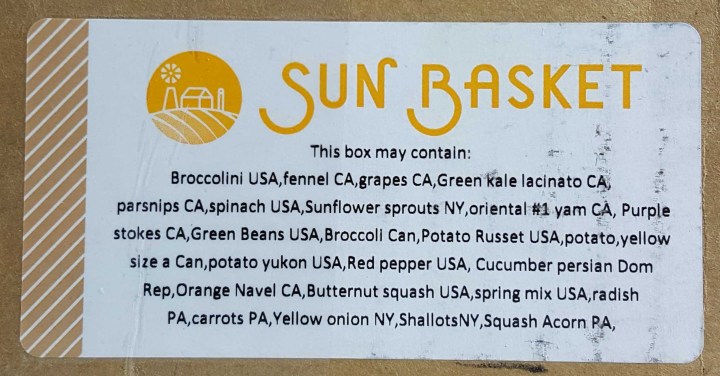 SUN BASKET
This box may contain:
Broccolini USA,fennel CA,grapes CA,Green kale lacinato CA,
parsnips CA,spinach USA,Sunflower sprouts NY,oriental #1 yam CA, Purple
stokes CA,Green Beans USA,Broccoli Can,Potato Russet USA,potato,yellow
size a Can,potato yukon USA,Red pepper USA, Cucumber persian Dom
Rep,Orange Navel CA,Butternut squash USA,spring mix USA,radish
PA,carrots PA,Yellow onion NY,ShallotsNY,Squash Acorn PA,